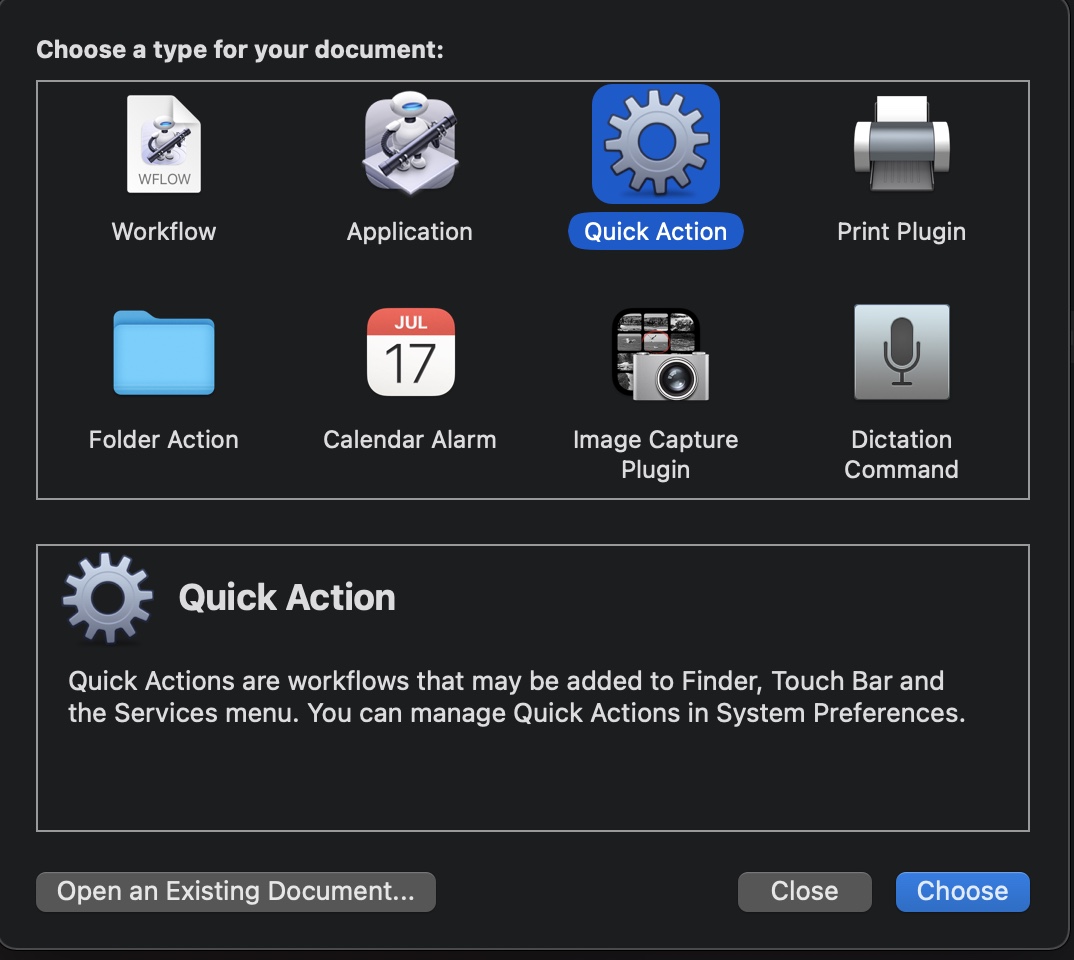 Choose a type for your document:
WFLOW
Workflow
Application
Quick Action
Print Plugin
Folder Action
JUL
17
Calendar Alarm
Image Capture
Plugin
Dictation
Command
Quick Action
Quick Actions are workflows that may be added to Finder, Touch Bar and
the Services menu. You can manage Quick Actions in System Preferences.
Open an Existing Document...
Close
Choose